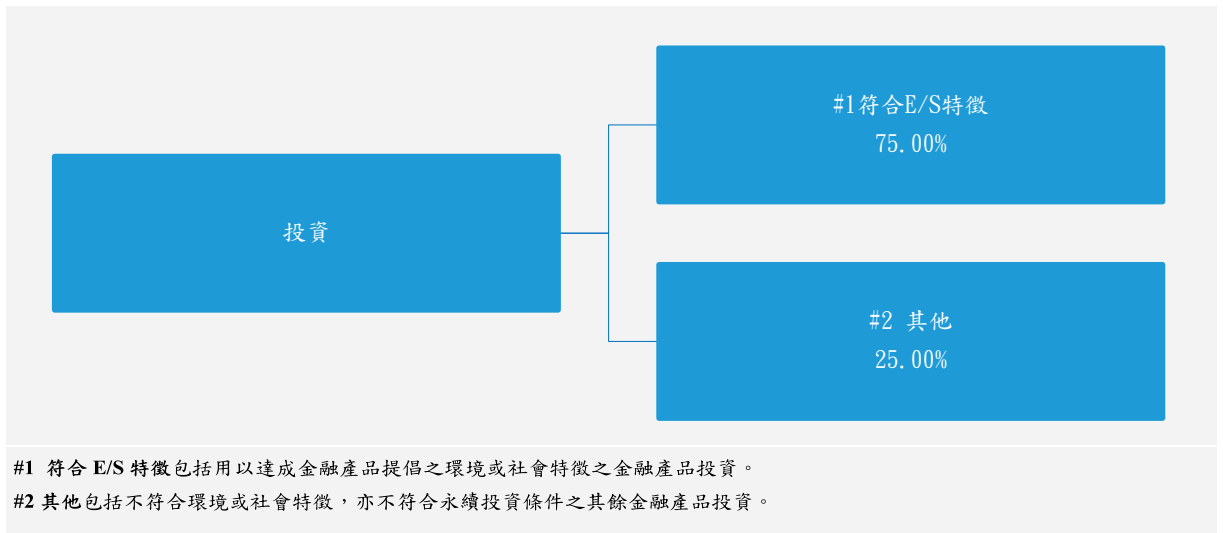 #1符合E/S特徵
75.00%
投資
#2 其他
25.00%
#1 符合 E/S 特徵包括用以達成金融產品提倡之環境或社會特徵之金融產品投資。
#2 其他包括不符合環境或社會特徵，亦不符合永續投資條件之其餘金融產品投資。